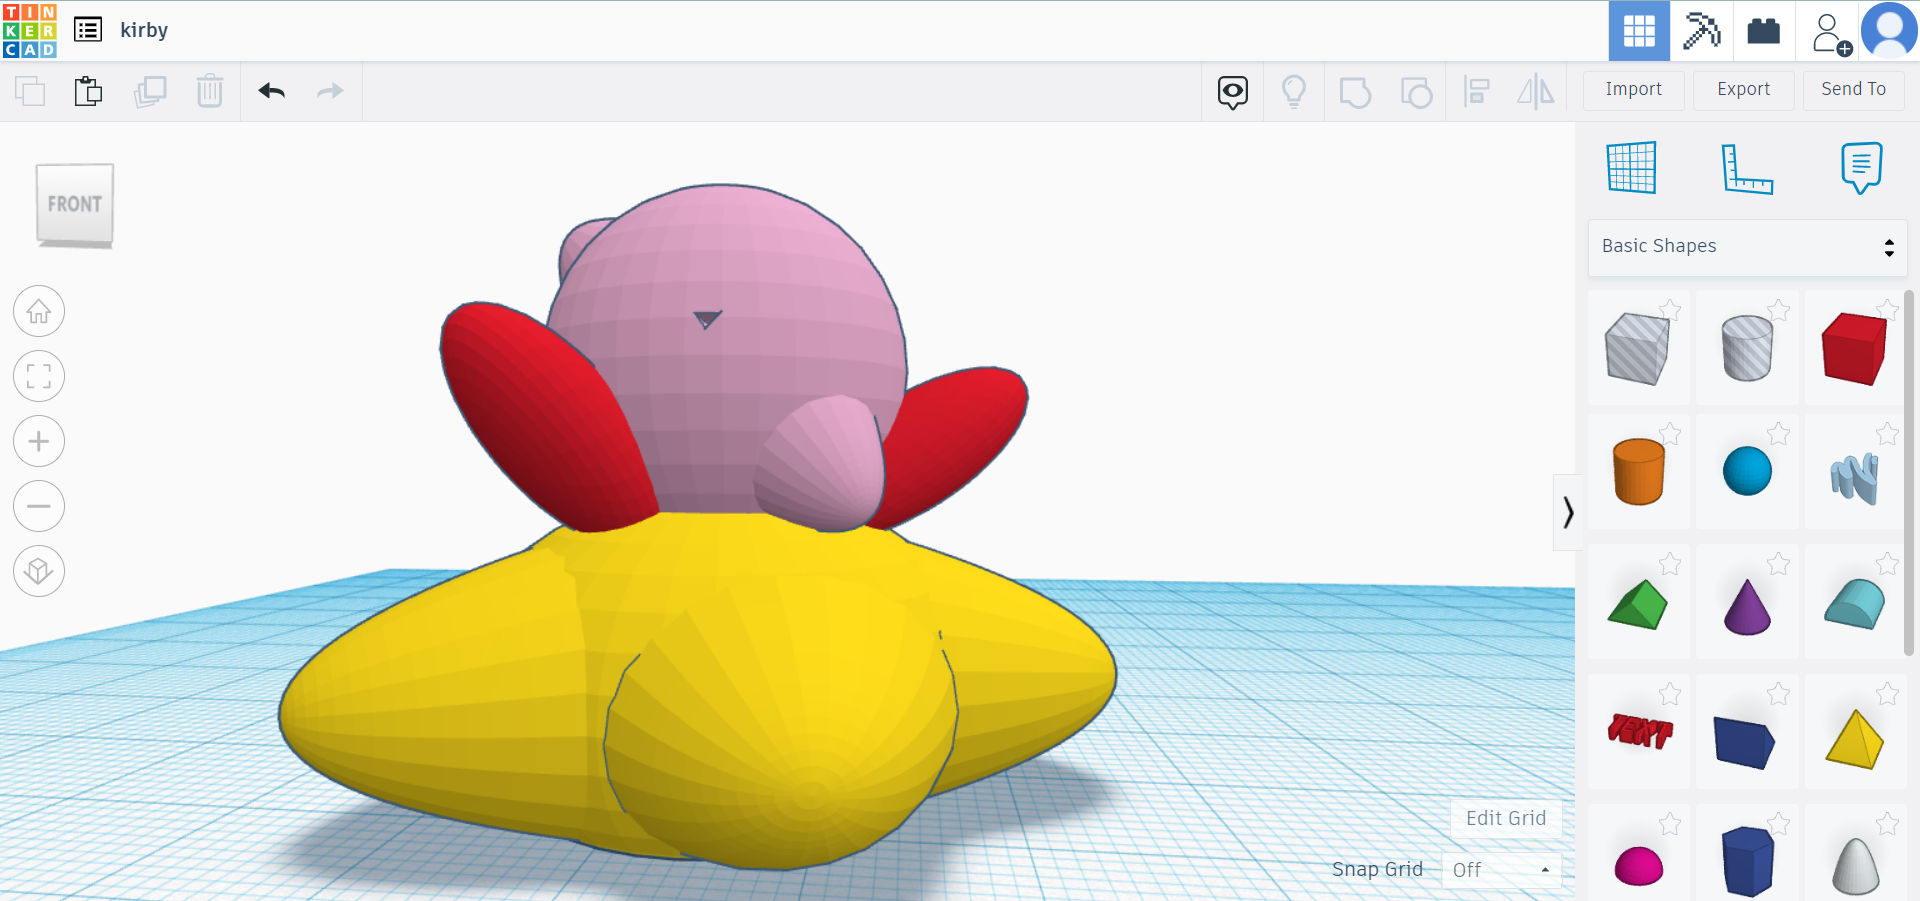 TIN
KER
CAD
kirby
Import
Export
Send To
FRONT
Basic Shapes
TEXT
Edit Grid
Snap Grid
Off